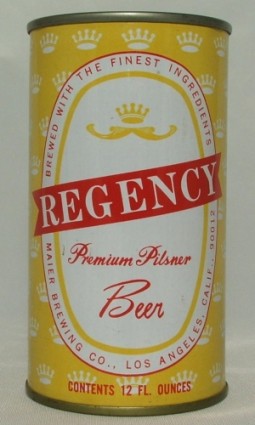 BREWED WITH THE FINEST INGREDIENTS
REGENCY
Premium Pilsner
Beer
MAIER BREWING CO., LOS ANGELES, CALIF., 90012
CONTENTS 12 FL. OUNCES